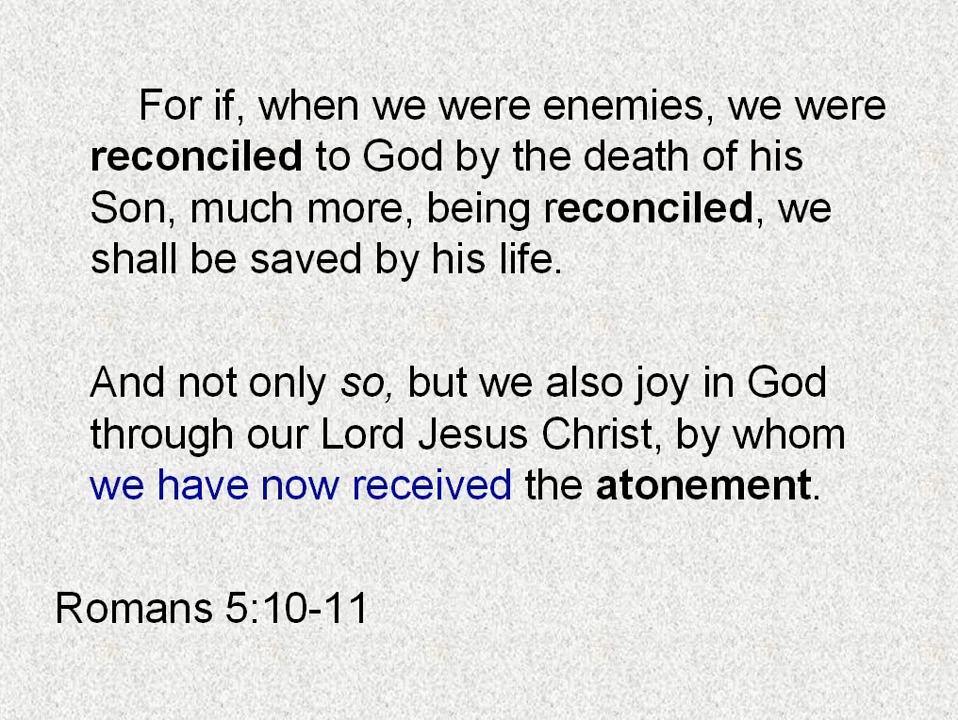 For if, when we were enemies, we were
reconciled to God by the death of his
Son, much more, being reconciled, we
shall be saved by his life.
And not only so, but we also joy in God
through our Lord Jesus Christ, by whom
we have now received the atonement.
Romans 5:10-11